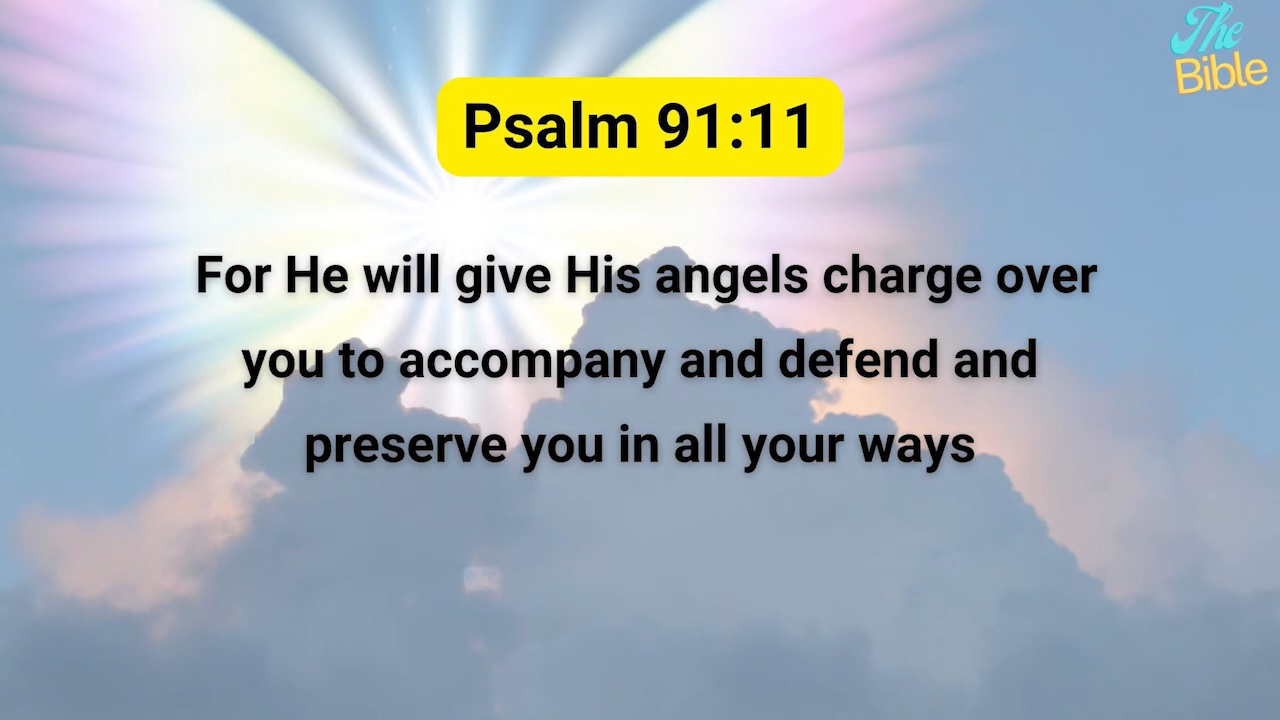 The
Bible
Psalm 91:11
For He will give His angels charge over
you to accompany and defend and
preserve you in all your ways